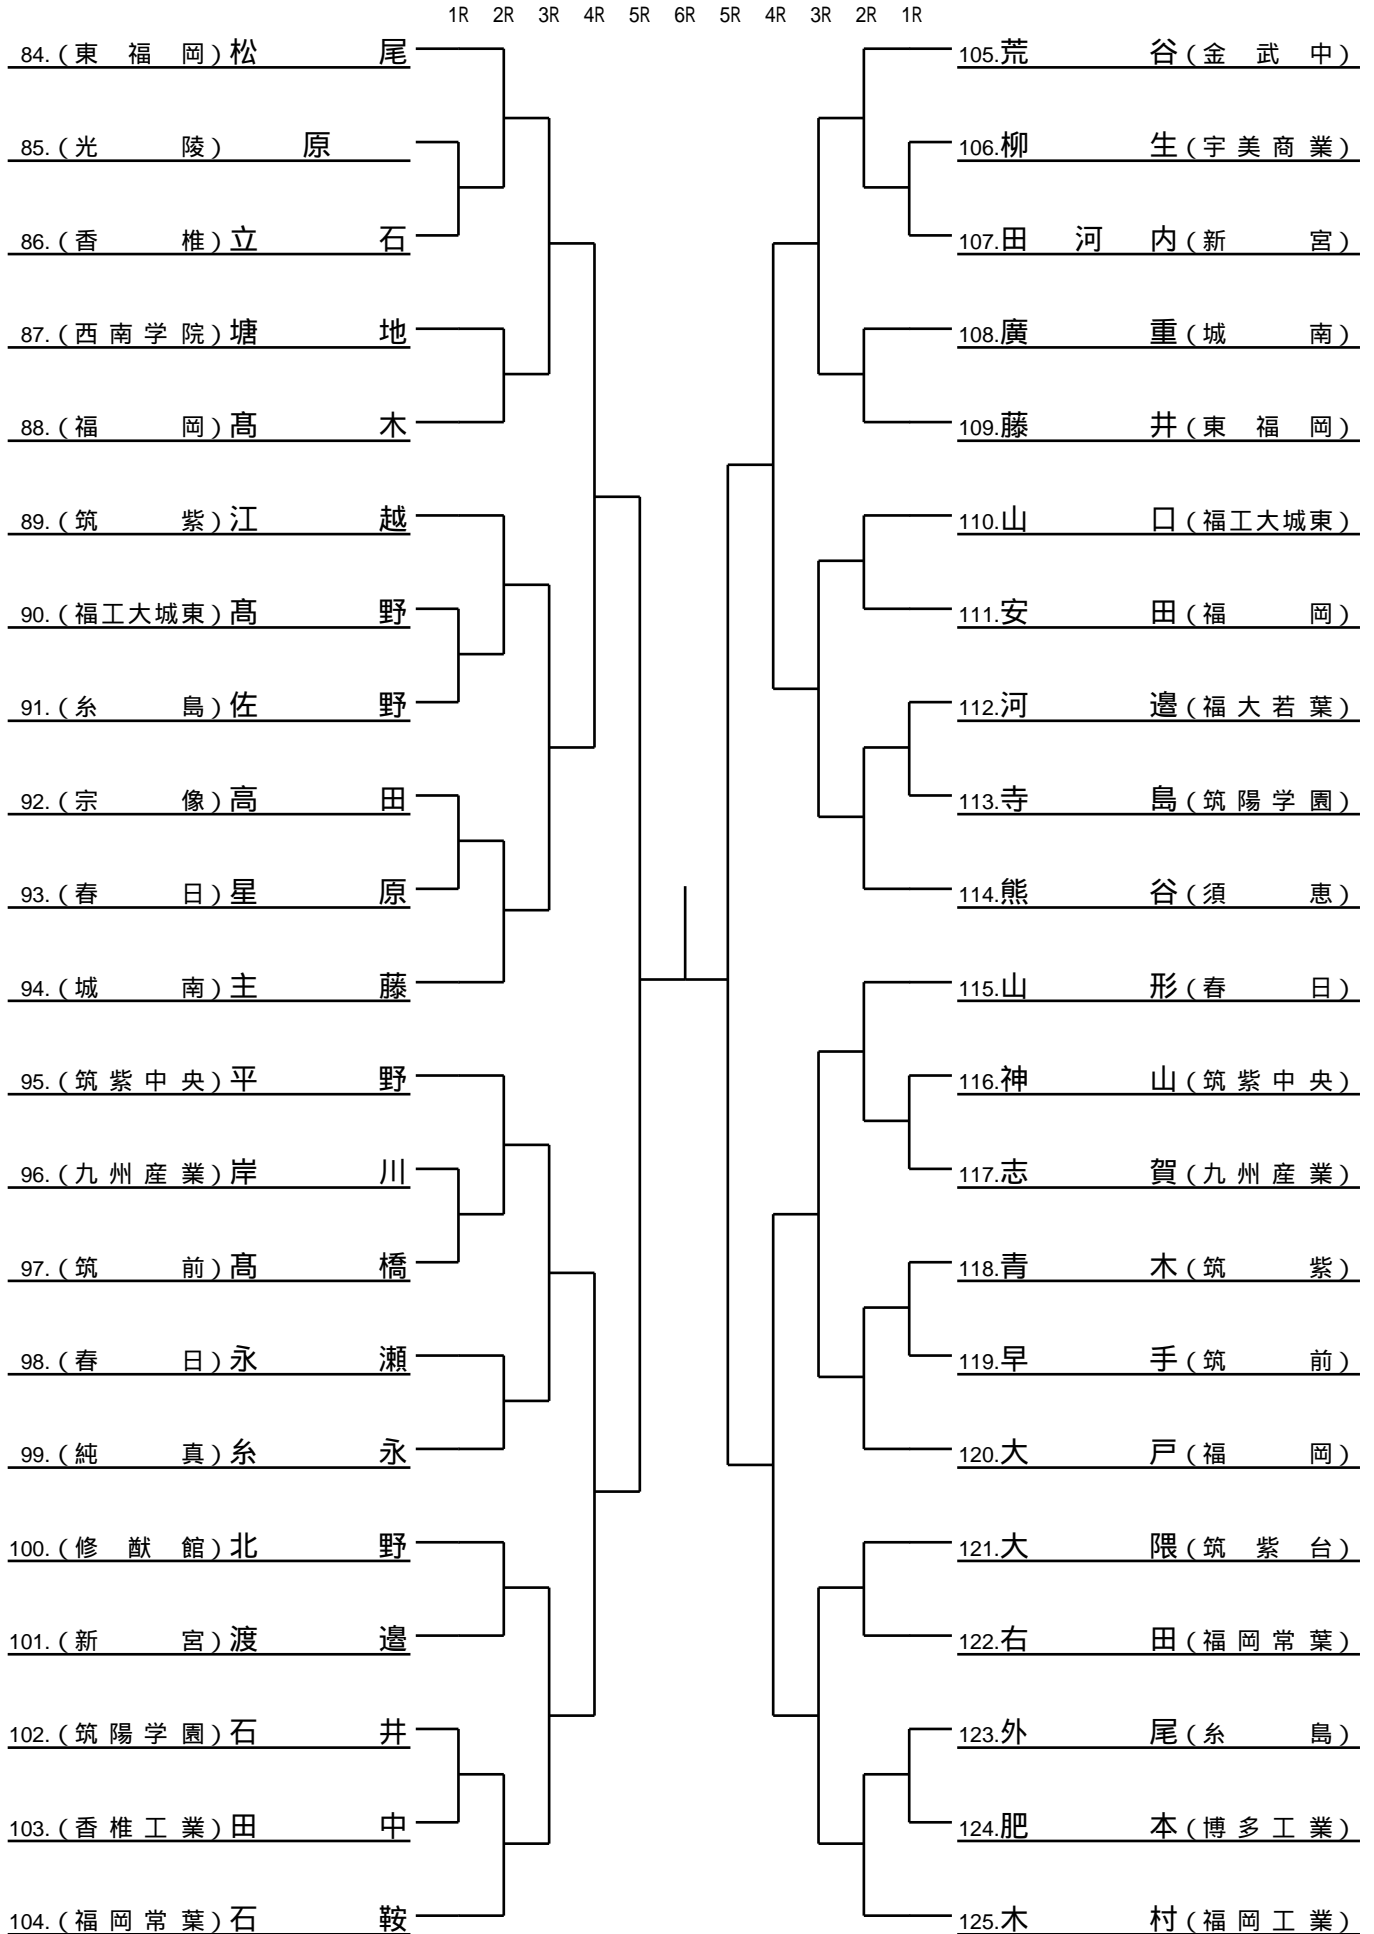 1R 2R 3R 4R 5R 6R 5R 4R 3R 2R 1R
84.(東福岡)松尾
85.(光陵)原
86.(香椎)立石
87.(西南学院)塘地
88.(福岡)髙木
89.(筑紫)江越
90.(福工大城東)髙野
91.(糸島)佐野
92.(宗像)高田
93.(春日)星原
94.(城南)主藤
95.(筑紫中央)平野
96.(九州産業)岸川
97.(筑前)髙橋
98.(春日)永瀬
99.(純真)糸永
100.(修猷館)北野
101.(新宮)渡邉
102.(筑陽学園)石井
103.(香椎工業)田中
104.(福岡常葉)石鞍
105.荒谷(金武中)
106.柳生(宇美商業)
107.田河内(新宮)
108.廣重(城南)
109.藤井(東福岡)
110.山口(福工大城東)
111.安田(福岡)
112.河邉(福大若葉)
113.寺島(筑陽学園)
114.熊谷(須恵)
115.山形(春日)
116.神山(筑紫中央)
117.志賀(九州産業)
118.青木(筑紫)
119.早手(筑前)
120.大戸(福岡)
121.大隈(筑紫台)
122.右田(福岡常葉)
123.外尾(糸島)
124.肥本(博多工業)
125.木村(福岡工業)